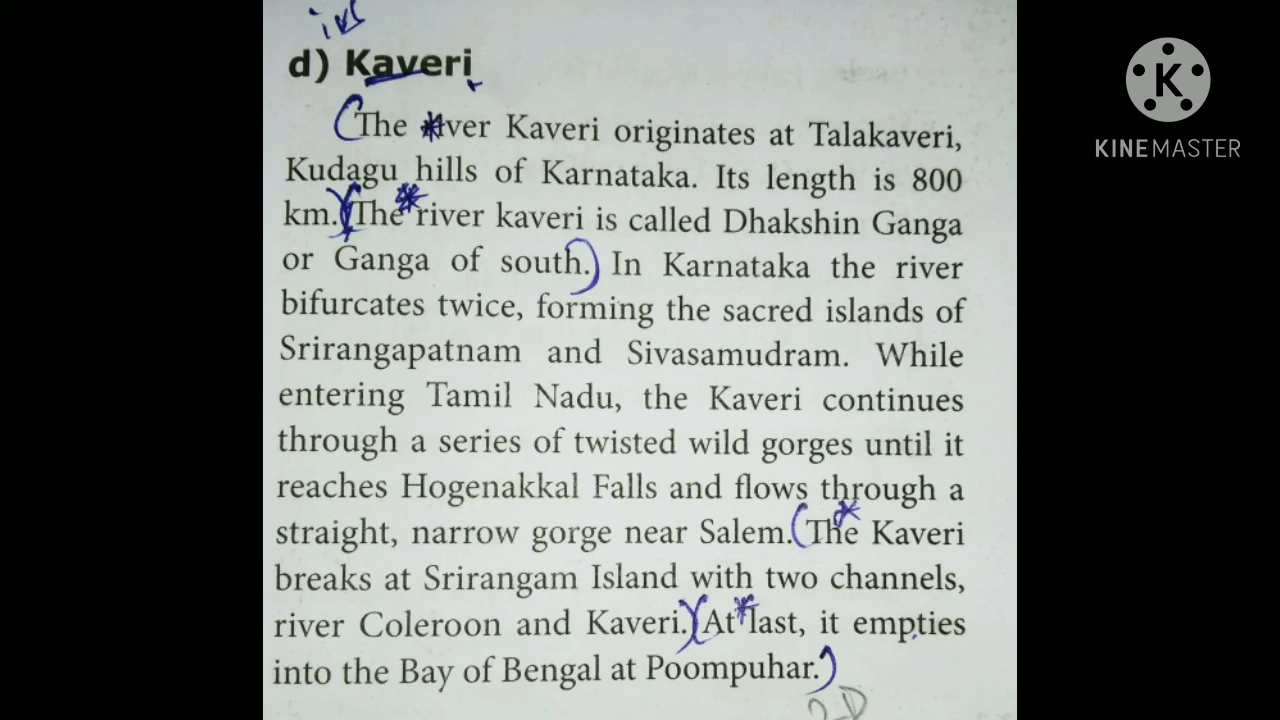 d) Kaveri
The river Kaveri originates at Talakaveri,
Kudagu hills of Karnataka. Its length is 800
km. The river kaveri is called Dhakshin Ganga
or Ganga of south. In Karnataka the river
bifurcates twice, forming the sacred islands of
Srirangapatnam and Sivasamudram. While
entering Tamil Nadu, the Kaveri continues
through a series of twisted wild gorges until it
reaches Hogenakkal Falls and flows through a
straight, narrow gorge near Salem. The Kaveri
breaks at Srirangam Island with two channels,
river Coleroon and Kaveri. At last, it empties
into the Bay of Bengal at Poompuhar.
K
KINEMASTER